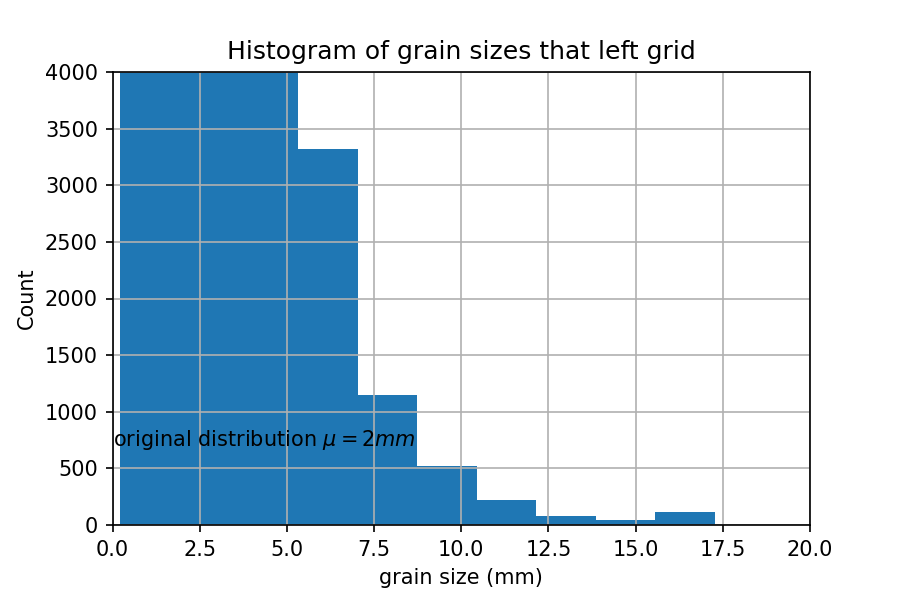 Histogram of grain sizes that left grid
4000
3500
3000
2500
2000
1500
1000
500
0
Count
original distribution μ = 2mm
0.0 2.5 5.0 7.5 10.0 12.5 15.0 17.5 20.0
grain size (mm)